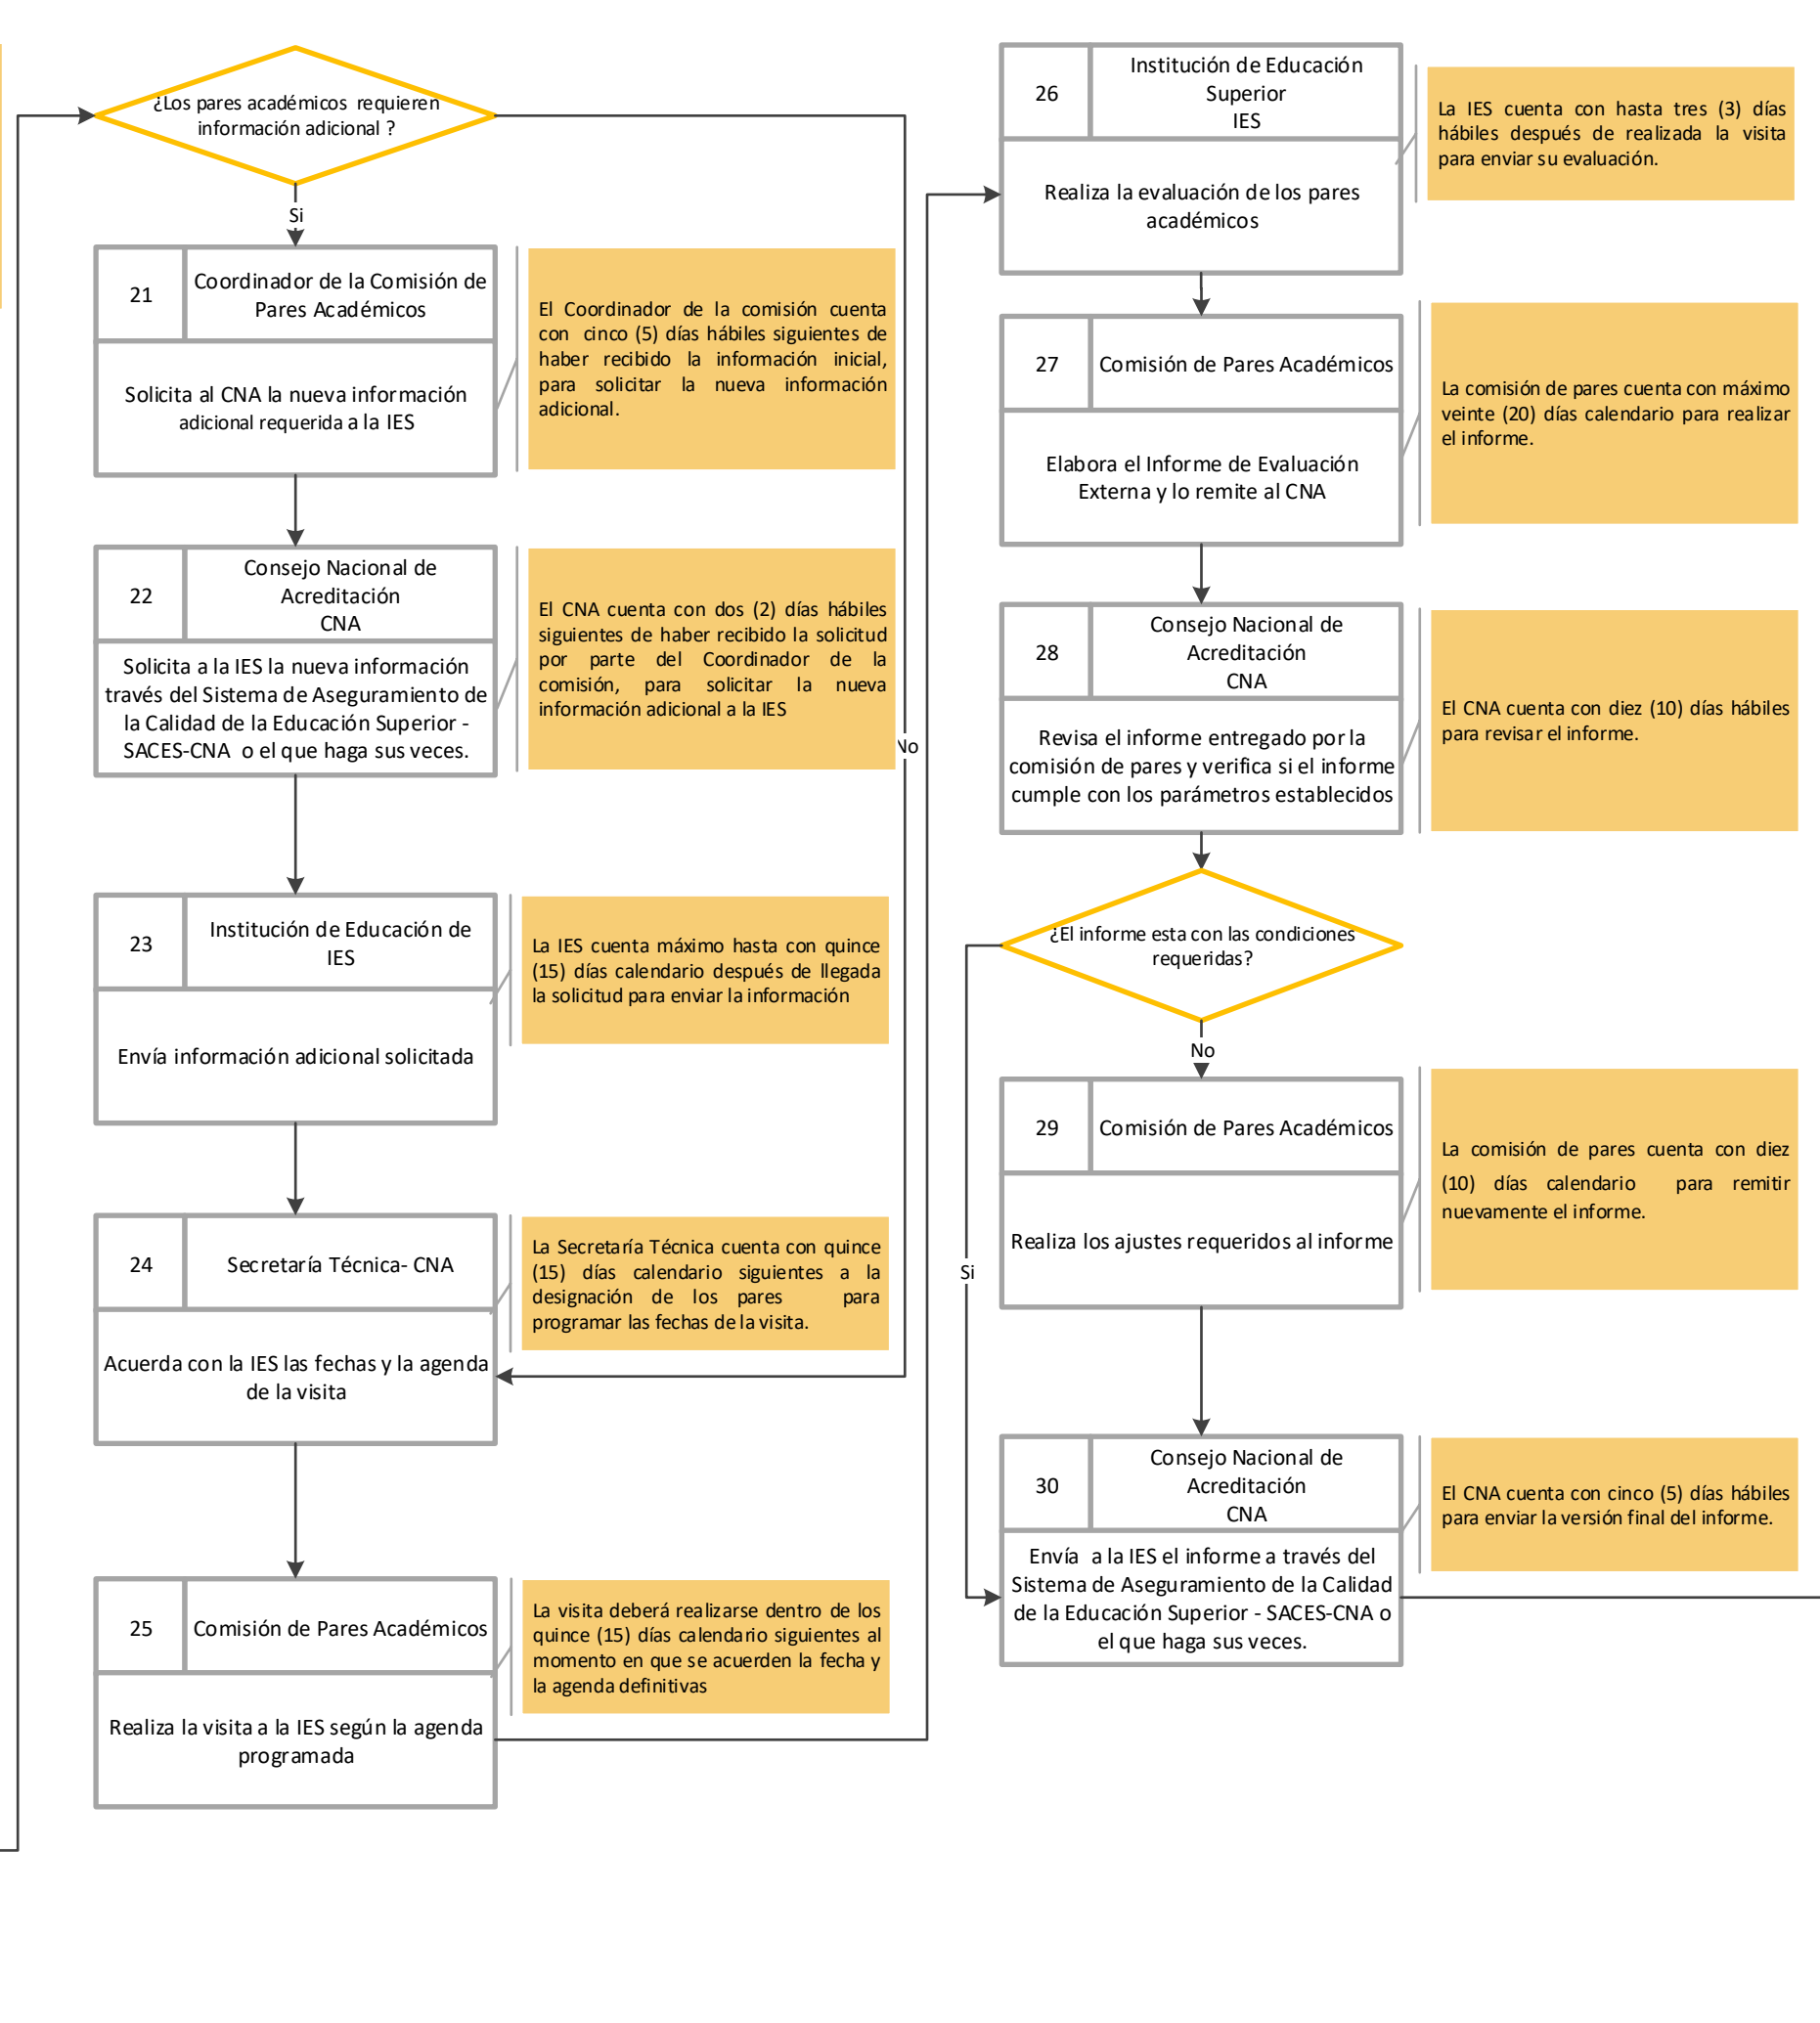 ¿Los pares académicos requieren
información adicional ?
Si
21
Coordinador de la Comisión de
Pares Académicos
Solicita al CNA la nueva información
adicional requerida a la IES
El Coordinador de la comisión cuenta
con cinco (5) días hábiles siguientes de
haber recibido la información inicial,
para solicitar la nueva información
adicional.
22
Consejo Nacional de
Acreditación
CNA
Solicita a la IES la nueva información
través del Sistema de Aseguramiento de
la Calidad de la Educación Superior -
SACES-CNA o el que haga sus veces.
El CNA cuenta con dos (2) días hábiles
siguientes de haber recibido la solicitud
por parte del Coordinador de la
comisión, para solicitar la nueva
información adicional a la IES
No
23
Institución de Educación de
IES
Envía información adicional solicitada
La IES cuenta máximo hasta con quince
(15) días calendario después de llegada
la solicitud para enviar la información
24
Secretaría Técnica- CNA
Acuerda con la IES las fechas y la agenda
de la visita
La Secretaría Técnica cuenta con quince
(15) días calendario siguientes a la
designación de los pares para
programar las fechas de la visita.
25
Comisión de Pares Académicos
Realiza la visita a la IES según la agenda
programada
La visita deberá realizarse dentro de los
quince (15) días calendario siguientes al
momento en que se acuerden la fecha y
la agenda definitivas
26
Institución de Educación
Superior
IES
Realiza la evaluación de los pares
académicos
La IES cuenta con hasta tres (3) días
hábiles después de realizada la visita
para enviar su evaluación.
27
Comisión de Pares Académicos
Elabora el Informe de Evaluación
Externa y lo remite al CNA
La comisión de pares cuenta con máximo
veinte (20) días calendario para realizar
el informe.
28
Consejo Nacional de
Acreditación
CNA
Revisa el informe entregado por la
comisión de pares y verifica si el informe
cumple con los parámetros establecidos
El CNA cuenta con diez (10) días hábiles
para revisar el informe.
¿El informe esta con las condiciones
requeridas?
No
Si
29
Comisión de Pares Académicos
Realiza los ajustes requeridos al informe
La comisión de pares cuenta con diez
(10) días calendario para remitir
nuevamente el informe.
30
Consejo Nacional de
Acreditación
CNA
Envía a la IES el informe a través del
Sistema de Aseguramiento de la Calidad
de la Educación Superior - SACES-CNA o
el que haga sus veces.
El CNA cuenta con cinco (5) días hábiles
para enviar la versión final del informe.